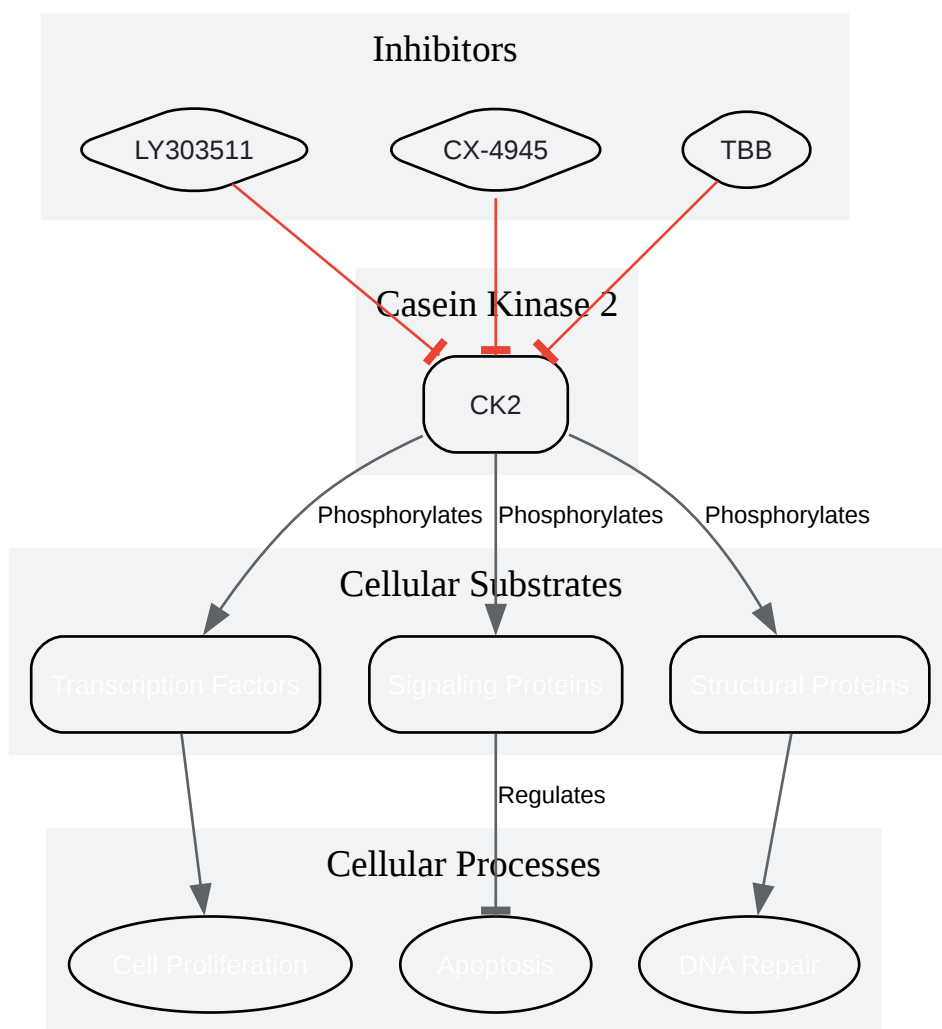 Inhibitors
LY303511
CX-4945
TBB
Casein Kinase 2
CK2
Phosphorylates
Phosphorylates
Phosphorylates
Cellular Substrates
Transcription Factors
Signaling Proteins
Structural Proteins
Regulates
Cellular Processes
Cell Proliferation
Apoptosis
DNA Repair